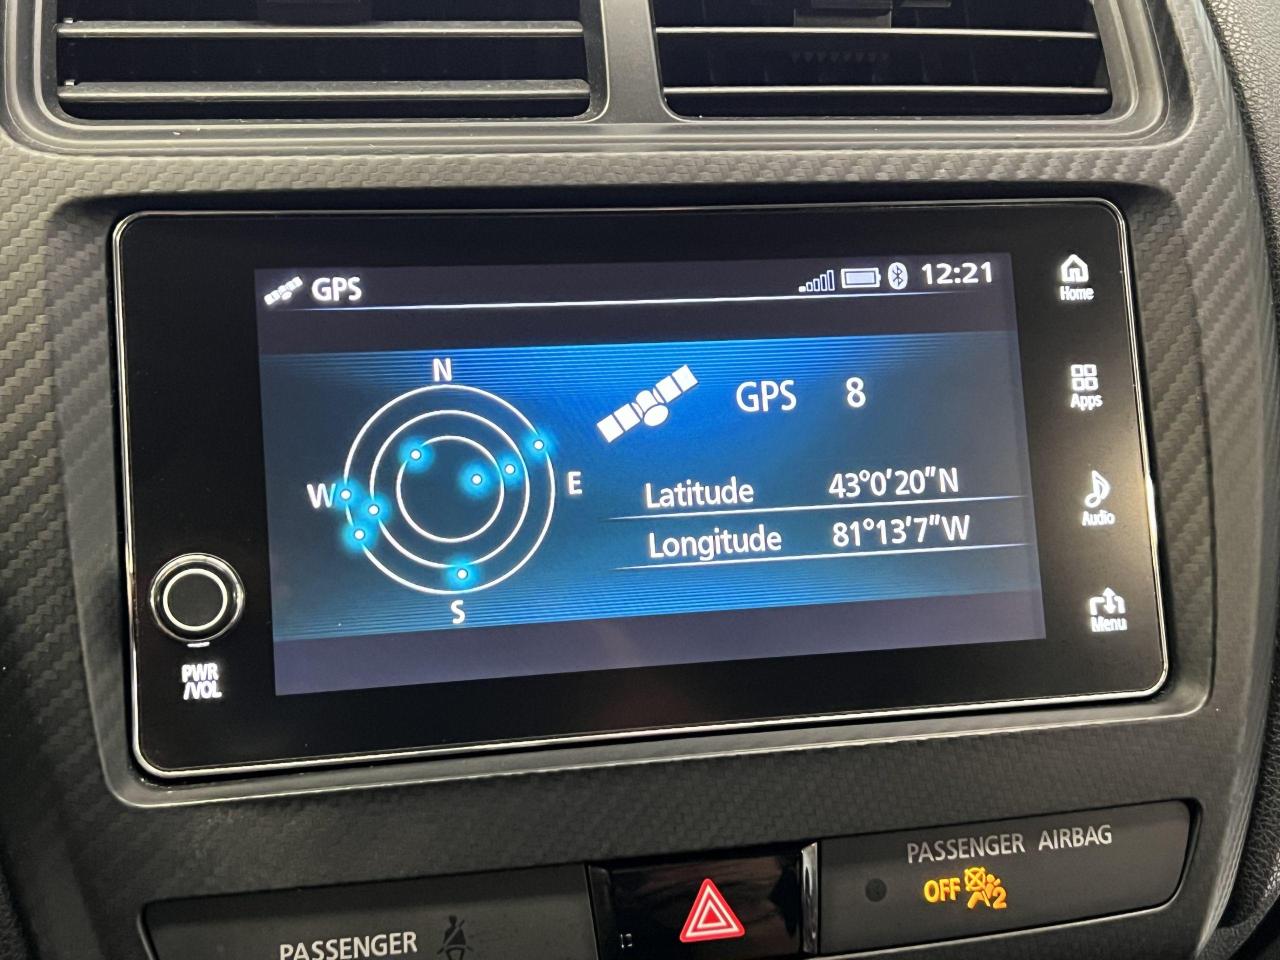 GPS 12:21
Home
N
GPS 8
Apps
W E
Latitude 43°0'20"N
Audio
Longitude 81°13'7"W
S
Menu
PWR
/VOL
PASSENGER AIRBAG
OFF 2
PASSENGER